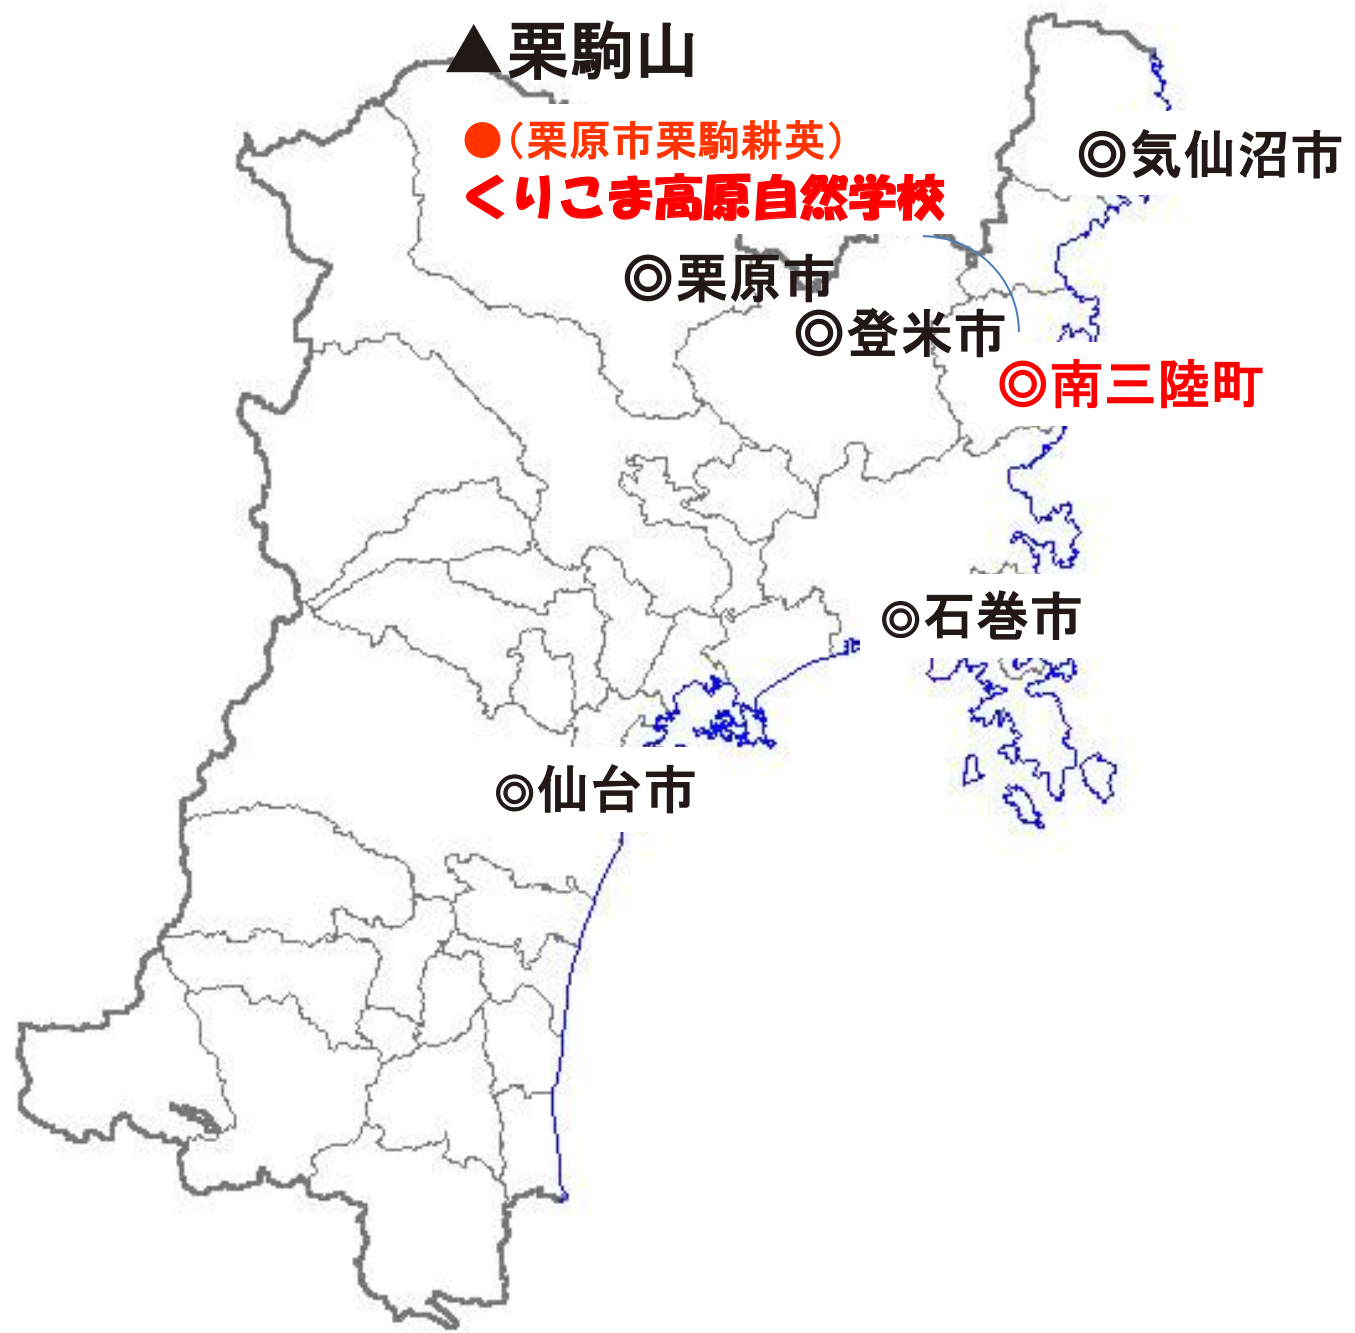 ▲栗駒山
●(栗原市栗駒耕英)
くりこま高原自然学校
◎気仙沼市
◎栗原市
◎登米市
◎南三陸町
◎石巻市
◎仙台市